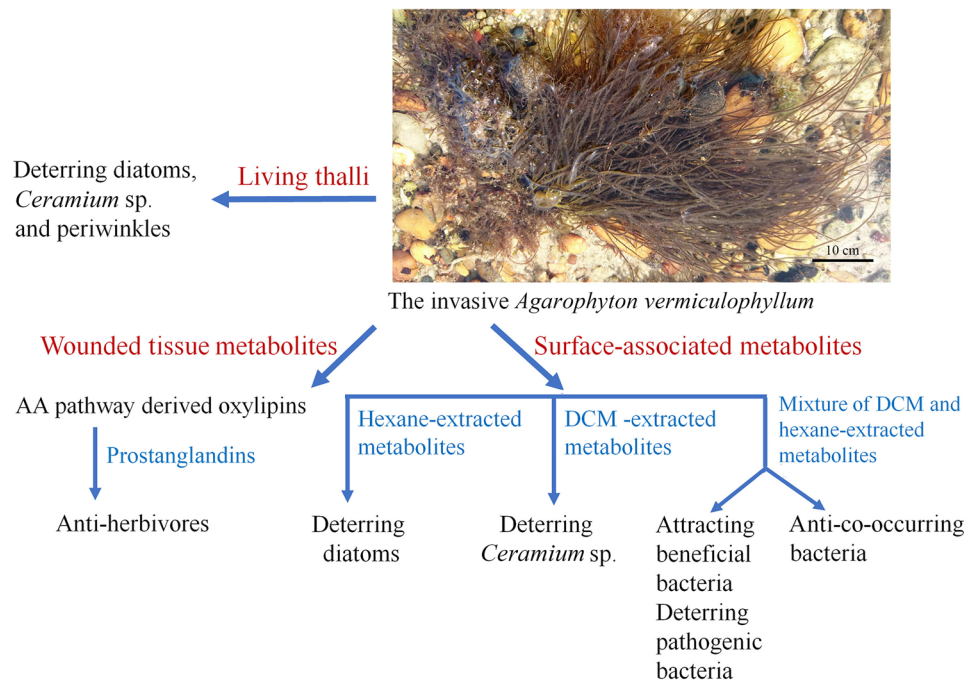 10 cm
Living thalli
Deterring diatoms,
Ceramium sp.
and periwinkles
The invasive Agarophyton vermiculophyllum
Wounded tissue metabolites
Surface-associated metabolites
AA pathway derived oxylipins
Prostanglandins
Anti-herbivores
Hexane-extracted
metabolites
Deterring
diatoms
DCM -extracted
metabolites
Deterring
Ceramium sp.
Mixture of DCM and
hexane-extracted
metabolites
Attracting
beneficial
bacteria
Deterring
pathogenic
bacteria
Anti-co-occurring
bacteria